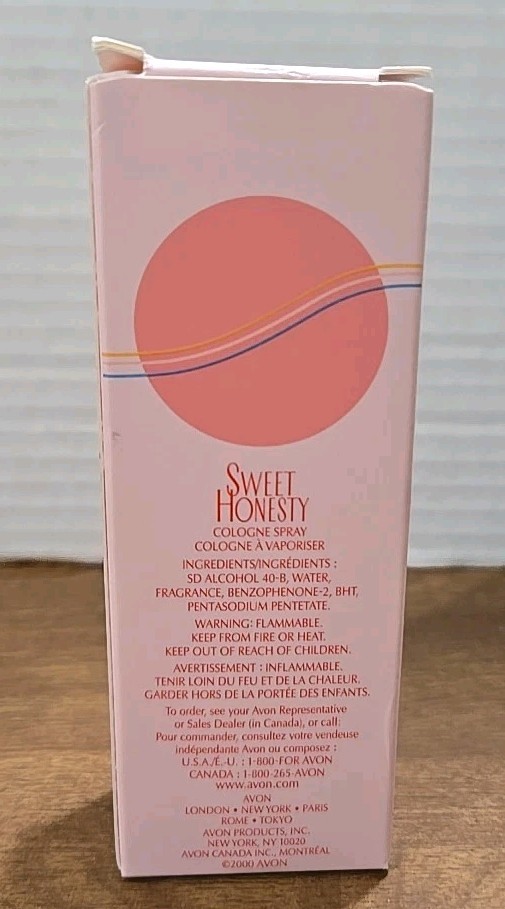 SWEET
HONESTY
COLOGNE SPRAY
COLOGNE À VAPORISER
INGREDIENTS/INGRÉDIENTS :
SD ALCOHOL 40-B, WATER,
FRAGRANCE, BENZOPHENONE-2, BHT,
PENTASODIUM PENTETATE.
WARNING: FLAMMABLE.
KEEP FROM FIRE OR HEAT.
KEEP OUT OF REACH OF CHILDREN.
AVERTISSEMENT : INFLAMMABLE.
TENIR LOIN DU FEU ET DE LA CHALEUR.
GARDER HORS DE LA PORTÉE DES ENFANTS.
To order, see your Avon Representative
or Sales Dealer (in Canada), or call:
Pour commander, consultez votre vendeuse
indépendante Avon ou composez :
U.S.A./É.-U. : 1-800-FOR AVON
CANADA : 1-800-265-AVON
www.avon.com
AVON
LONDON • NEW YORK • PARIS
ROME • TOKYO
AVON PRODUCTS, INC.
NEW YORK, NY 10020
AVON CANADA INC., MONTRÉAL
©2000 AVON